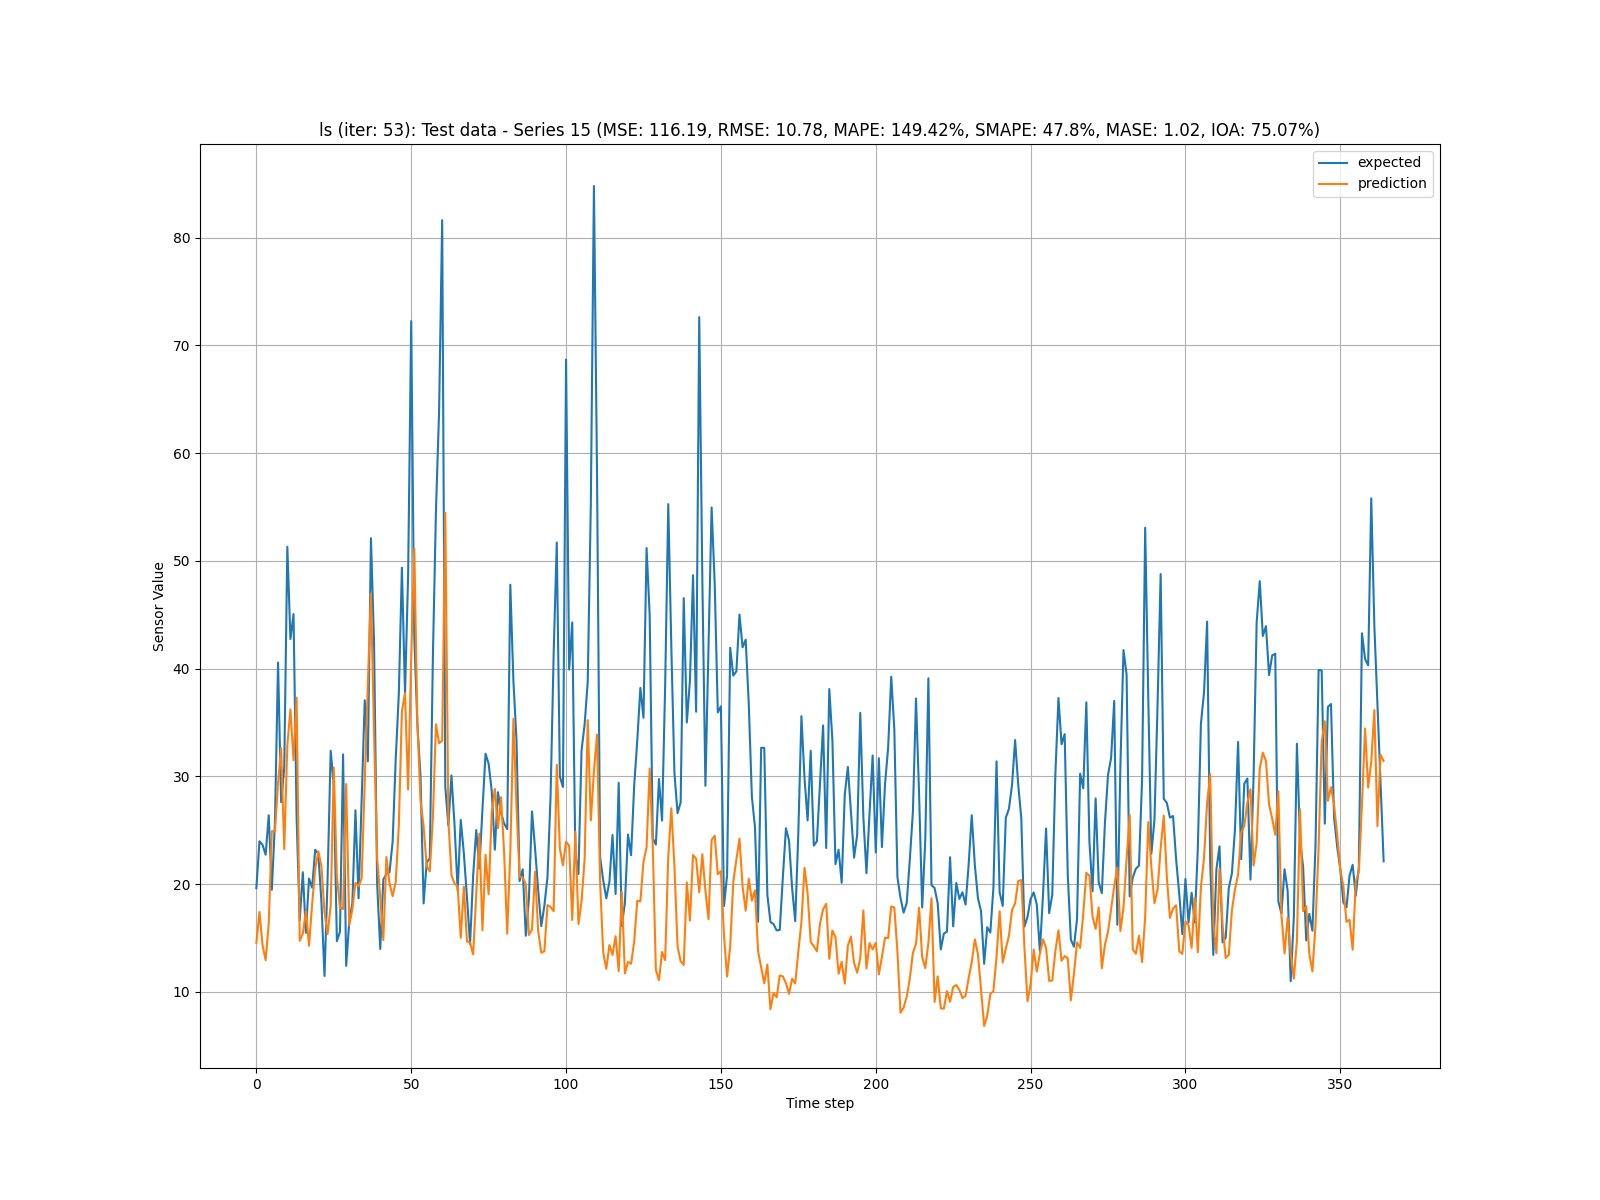 ls (iter: 53): Test data - Series 15 (MSE: 116.19, RMSE: 10.78, MAPE: 149.42%, SMAPE: 47.8%, MASE: 1.02, IOA: 75.07%)
expected
prediction
80
70
60
50
40
30
20
10
Sensor Value
0 50 100 150 200 250 300 350
Time step